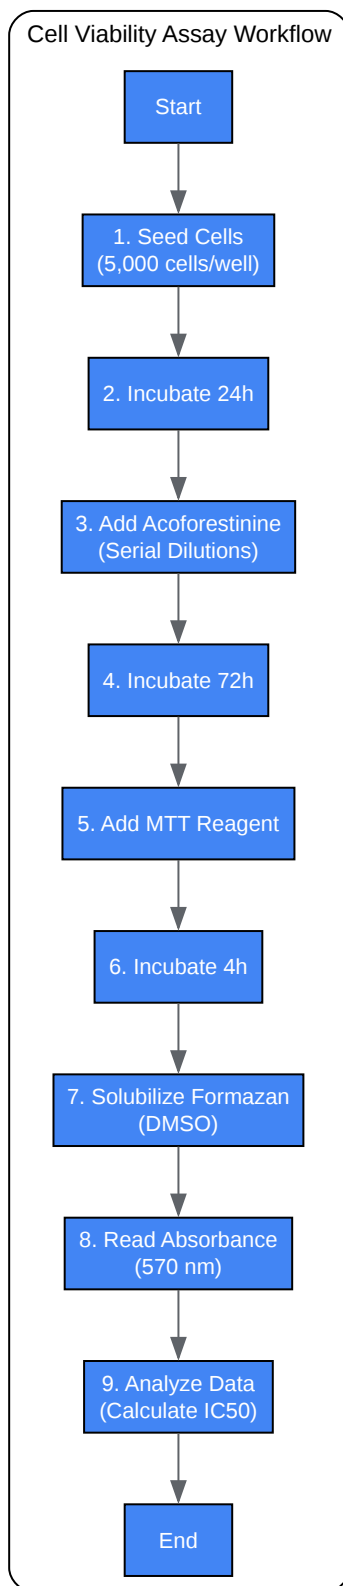 Cell Viability Assay Workflow
Start
1. Seed Cells
(5,000 cells/well)
2. Incubate 24h
3. Add Acoforestinine
(Serial Dilutions)
4. Incubate 72h
5. Add MTT Reagent
6. Incubate 4h
7. Solubilize Formazan
(DMSO)
8. Read Absorbance
(570 nm)
9. Analyze Data
(Calculate IC50)
End